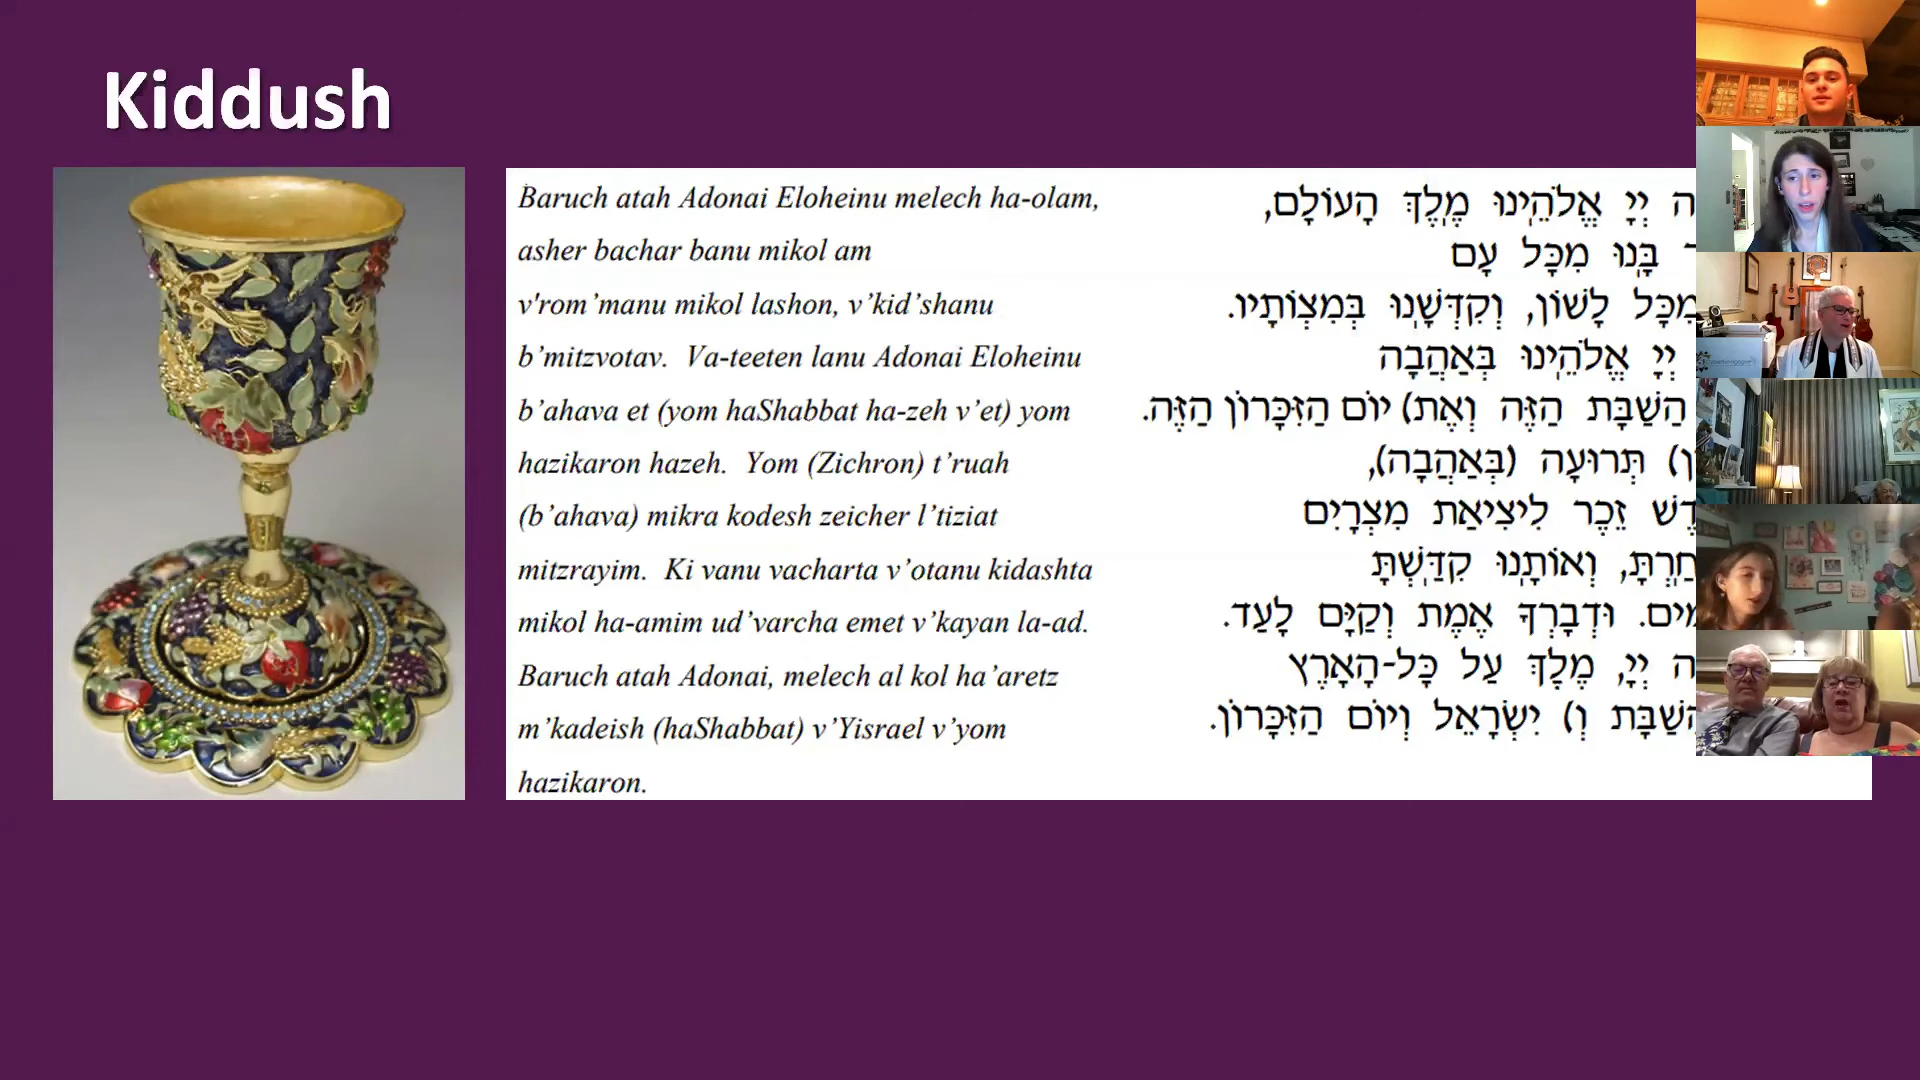 Kiddush
Baruch atah Adonai Eloheinu melech ha-olam,
asher bachar banu mikol am
v'rom’manu mikol lashon, v’kid’shanu
b’mitzvotav. Va-teeten lanu Adonai Eloheinu
b’ahava et (yom haShabbat ha-zeh v’et) yom
hazikaron hazeh. Yom (Zichron) t’ruah
(b’ahava) mikra kodesh zeicher l’tiziat
mitzrayim. Ki vanu vacharta v’otanu kidashta
mikol ha-amim ud’varcha emet v’kayan la-ad.
Baruch atah Adonai, melech al kol ha’aretz
m’kadeish (haShabbat) v’Yisrael v’yom
hazikaron.
יְיָ אֱלֹהֵֽינוּ מֶֽלֶךְ הָעוֹלָם,
בָּֽנוּ מִכָּל עָם
מִכָּל לָשׁוֹן, וְקִדְּשָֽׁנוּ בְּמִצְוֹתָיו.
יְיָ אֱלֹהֵֽינוּ בְּאַהֲבָה
הַשַּׁבָּת הַזֶּה וְאֶת) יוֹם הַזִּכָּרוֹן הַזֶּה.
תְּרוּעָה (בְּאַהֲבָה),
זֵכֶר לִיצִיאַת מִצְרָיִם
וְאוֹתָֽנוּ קִדַּֽשְׁתָּ
וּדְבָרְךָ אֱמֶת וְקַיָּם לָעַד.
יְיָ, מֶֽלֶךְ עַל כָּל-הָאָרֶץ
הַשַּׁבָּת וְ) יִשְׂרָאֵל וְיוֹם הַזִּכָּרוֹן.